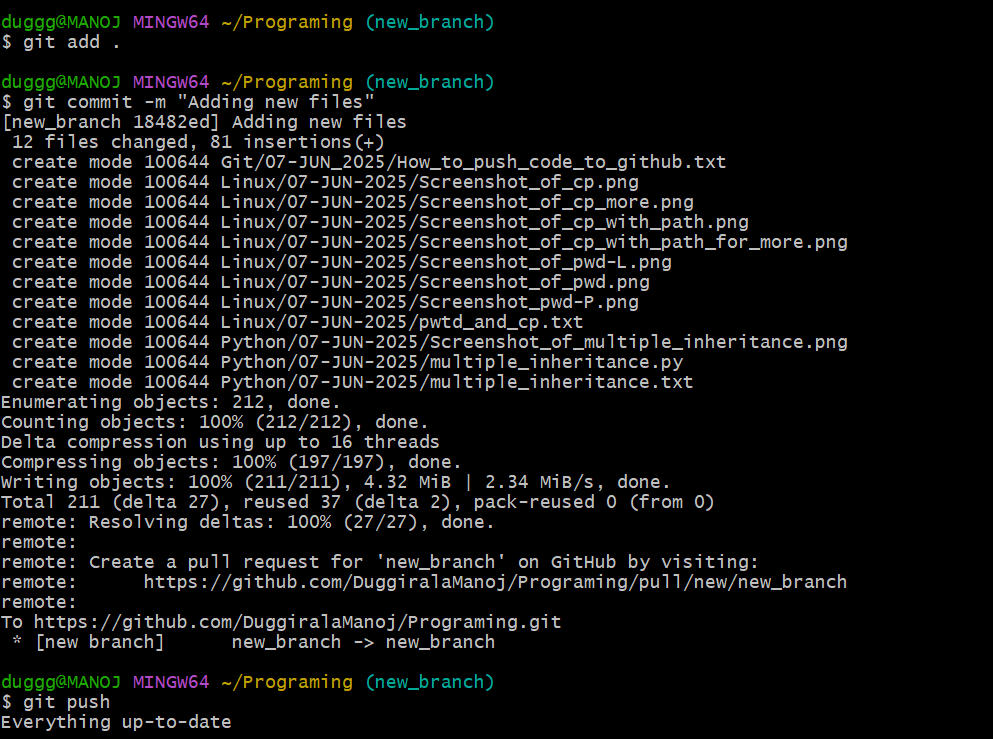 duggg@MANOJ MINGW64 ~/Programing (new_branch)
$ git add .
duggg@MANOJ MINGW64 ~/Programing (new_branch)
$ git commit -m "Adding new files"
[new_branch 18482ed] Adding new files
 12 files changed, 81 insertions(+)
 create mode 100644 Git/07-JUN_2025/How_to_push_code_to_github.txt
 create mode 100644 Linux/07-JUN-2025/Screenshot_of_cp.png
 create mode 100644 Linux/07-JUN-2025/Screenshot_of_cp_more.png
 create mode 100644 Linux/07-JUN-2025/Screenshot_of_cp_with_path.png
 create mode 100644 Linux/07-JUN-2025/Screenshot_of_cp_with_path_for_more.png
 create mode 100644 Linux/07-JUN-2025/Screenshot_of_pwd-L.png
 create mode 100644 Linux/07-JUN-2025/Screenshot_of_pwd.png
 create mode 100644 Linux/07-JUN-2025/Screenshot_pwd-P.png
 create mode 100644 Linux/07-JUN-2025/pwtd_and_cp.txt
 create mode 100644 Python/07-JUN-2025/Screenshot_of_multiple_inheritance.png
 create mode 100644 Python/07-JUN-2025/multiple_inheritance.py
 create mode 100644 Python/07-JUN-2025/multiple_inheritance.txt
Enumerating objects: 212, done.
Counting objects: 100% (212/212), done.
Delta compression using up to 16 threads
Compressing objects: 100% (197/197), done.
Writing objects: 100% (211/211), 4.32 MiB | 2.34 MiB/s, done.
Total 211 (delta 27), reused 37 (delta 2), pack-reused 0 (from 0)
remote: Resolving deltas: 100% (27/27), done.
remote:
remote: Create a pull request for 'new_branch' on GitHub by visiting:
remote:      https://github.com/DuggiralaManoj/Programing/pull/new/new_branch
remote:
To https://github.com/DuggiralaManoj/Programing.git
 * [new branch]      new_branch -> new_branch
duggg@MANOJ MINGW64 ~/Programing (new_branch)
$ git push
Everything up-to-date